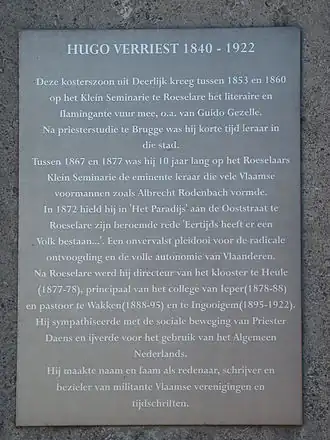 HUGO VERRIEST 1840 - 1922
Deze kosterszoon uit Deerlijk kreeg tussen 1853 en 1860
op het Klein Seminarie te Roeselare het literaire en
flamingante vuur mee, o.a. van Guido Gezelle.
Na priesterstudie te Brugge was hij korte tijd leraar in
die stad.
Tussen 1867 en 1877 was hij 10 jaar lang op het Roeselaars
Klein Seminarie de eminente leraar die vele Vlaamse
voormannen zoals Albrecht Rodenbach vormde.
In 1872 hield hij in 'Het Paradijs' aan de Ooststraat te
Roeselare zijn beroemde rede 'Eertijds heeft er een
Volk bestaan...'. Een onvervalst pleidooi voor de radicale
ontvoogding en de volle autonomie van Vlaanderen.
Na Roeselare werd hij directeur van het klooster te Heule
(1877-78), principaal van het college van Ieper(1878-88)
en pastoor te Wakken(1888-95) en te Ingooigem(1895-1922).
Hij sympathiseerde met de sociale beweging van Priester
Daens en ijverde voor het gebruik van het Algemeen
Nederlands.
Hij maakte naam en faam als redenaar, schrijver en
bezieler van militante Vlaamse verenigingen en
tijdschriften.